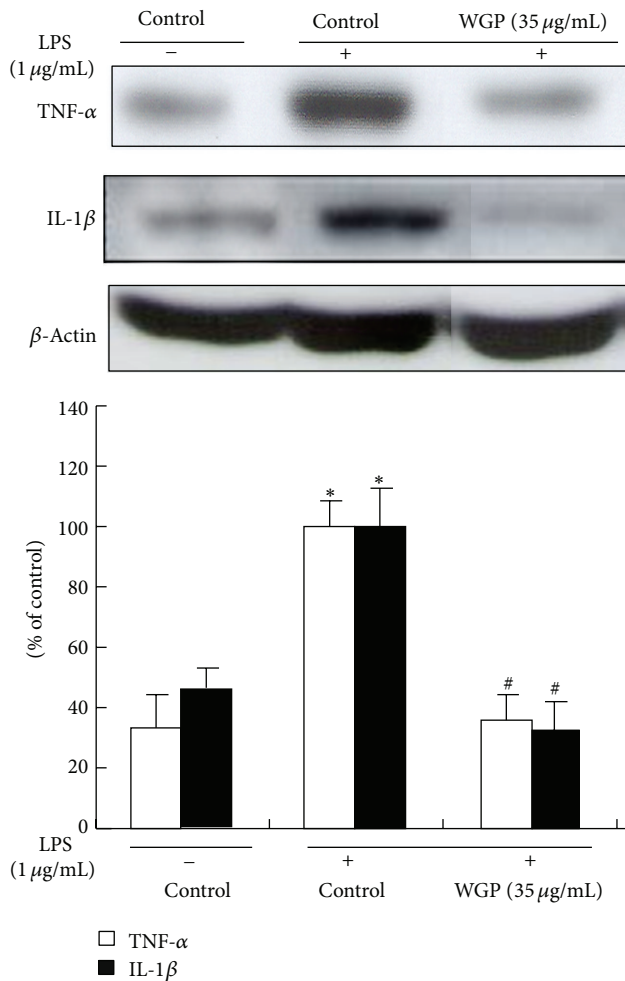 Control Control WGP (35 μg/mL)
LPS
(1 μg/mL) − + +
TNF-α
IL-1β
β-Actin
140
120
100
80
60
40
20
0
(% of control)
* *
# #
LPS
(1 μg/mL) − + +
Control Control WGP (35 μg/mL)
TNF-α
IL-1β